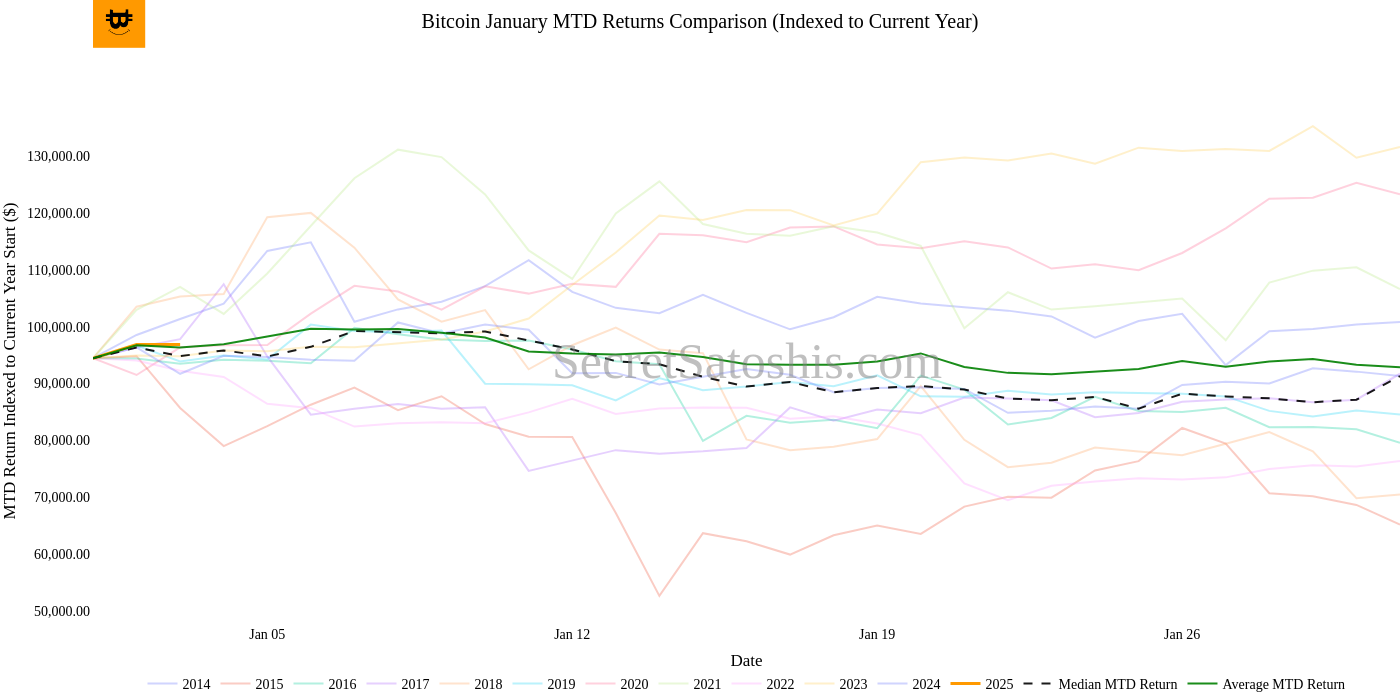 Bitcoin January MTD Returns Comparison (Indexed to Current Year)
MTD Return Indexed to Current Year Start ($)
130,000.00
120,000.00
110,000.00
100,000.00
90,000.00
80,000.00
70,000.00
60,000.00
50,000.00
SecretSatoshis.com
Jan 05 Jan 12 Jan 19 Jan 26
Date
2014 2015 2016 2017 2018 2019 2020 2021 2022 2023 2024 2025 Median MTD Return Average MTD Return